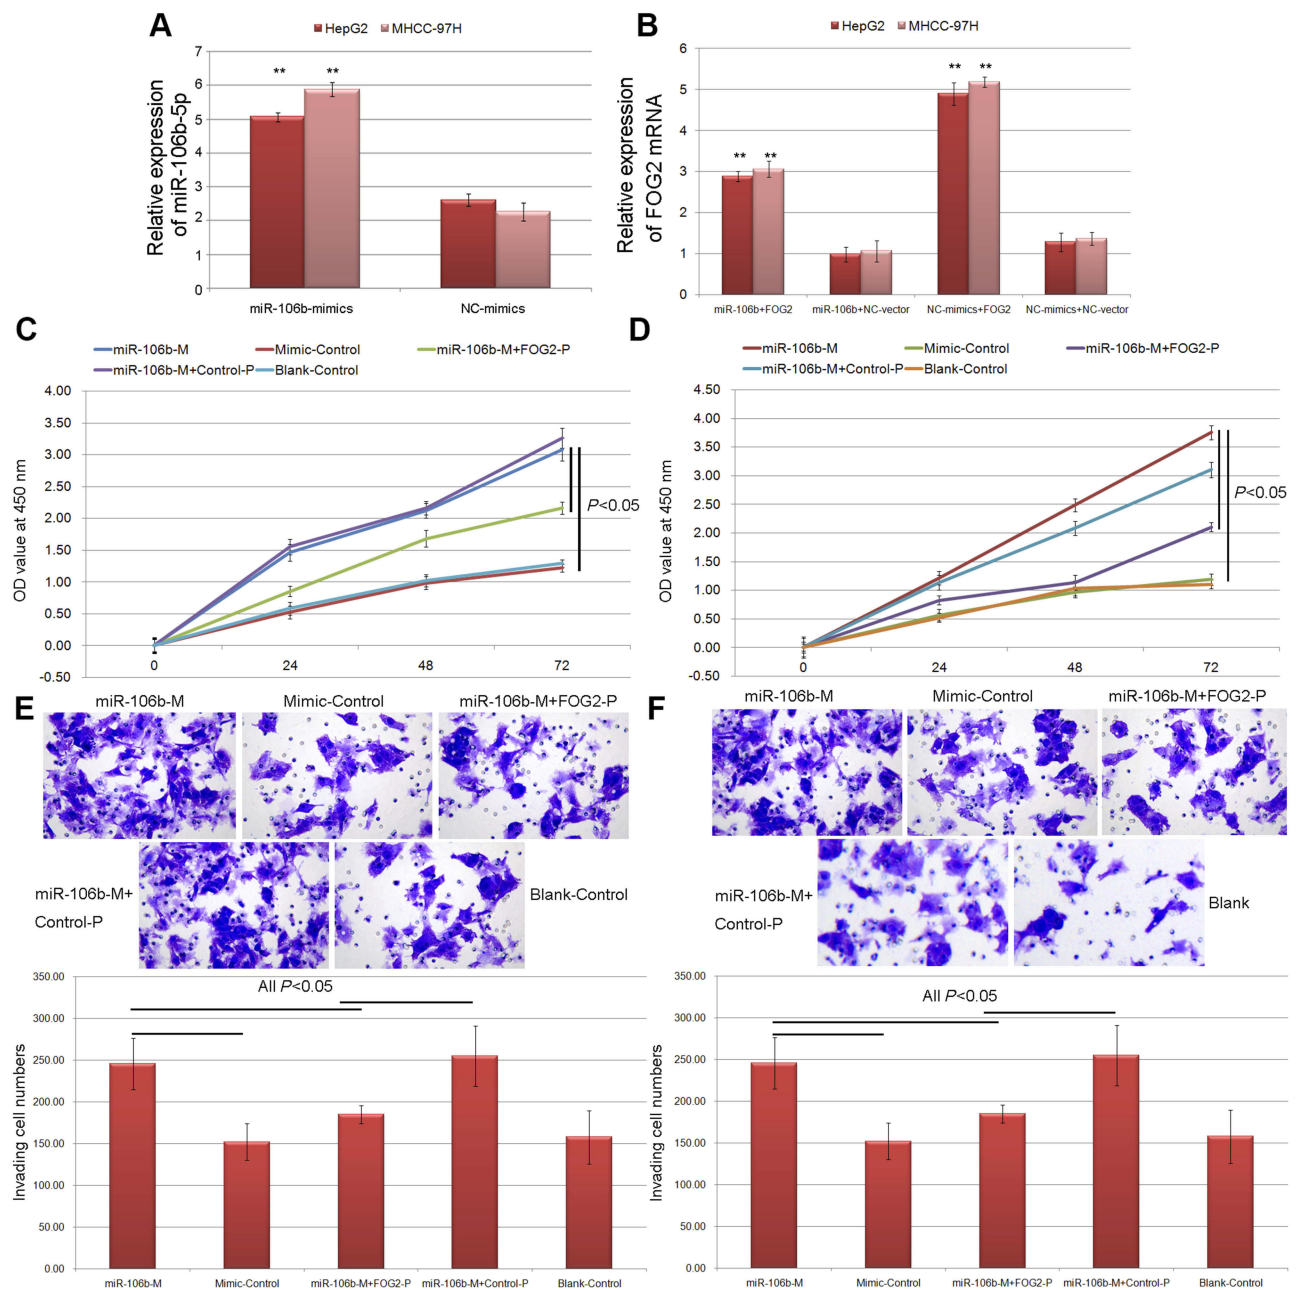 A
HepG2 MHCC-97H
Relative expression
of miR-106b-5p
7
6
5
4
3
2
1
0
** **
miR-106b-mimics NC-mimics
B
HepG2 MHCC-97H
Relative expression
of FOG2 mRNA
6
5
4
3
2
1
0
** ** ** **
miR-106b+FOG2 miR-106b+NC-vector NC-mimics+FOG2 NC-mimics+NC-vector
C
miR-106b-M Mimic-Control miR-106b-M+FOG2-P
miR-106b-M+Control-P Blank-Control
OD value at 450 nm
4.00
3.50
3.00
2.50
2.00
1.50
1.00
0.50
0.00
-0.50
0 24 48 72
P<0.05
D
miR-106b-M Mimic-Control miR-106b-M+FOG2-P
miR-106b-M+Control-P Blank-Control
OD value at 450 nm
4.50
4.00
3.50
3.00
2.50
2.00
1.50
1.00
0.50
0.00
-0.50
0 24 48 72
P<0.05
E
miR-106b-M Mimic-Control miR-106b-M+FOG2-P
miR-106b-M+
Control-P
Blank-Control
All P<0.05
Invading cell numbers
350.00
300.00
250.00
200.00
150.00
100.00
50.00
0.00
miR-106b-M Mimic-Control miR-106b-M+FOG2-P miR-106b-M+Control-P Blank-Control
F
miR-106b-M Mimic-Control miR-106b-M+FOG2-P
miR-106b-M+
Control-P
Blank
All P<0.05
Invading cell numbers
350.00
300.00
250.00
200.00
150.00
100.00
50.00
0.00
miR-106b-M Mimic-Control miR-106b-M+FOG2-P miR-106b-M+Control-P Blank-Control